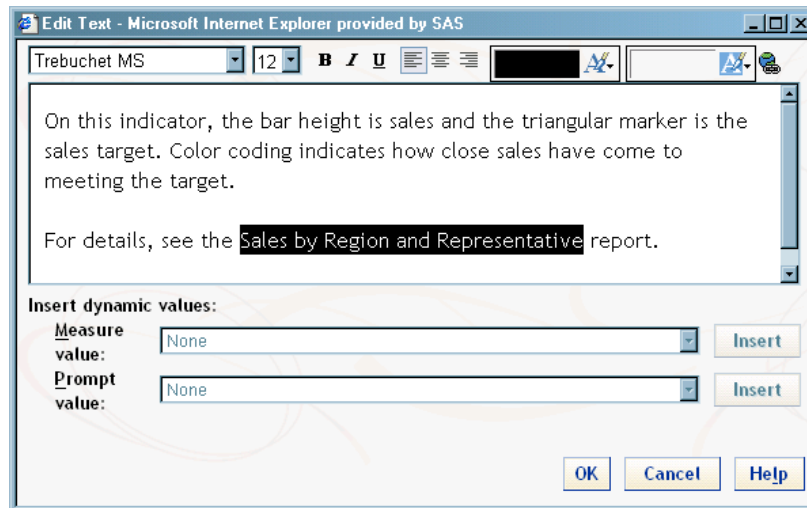 Edit Text - Microsoft Internet Explorer provided by SAS
Trebuchet MS 12 B I U
On this indicator, the bar height is sales and the triangular marker is the
sales target. Color coding indicates how close sales have come to
meeting the target.
For details, see the Sales by Region and Representative report.
Insert dynamic values:
Measure
value:
None
Insert
Prompt
value:
None
Insert
OK Cancel Help